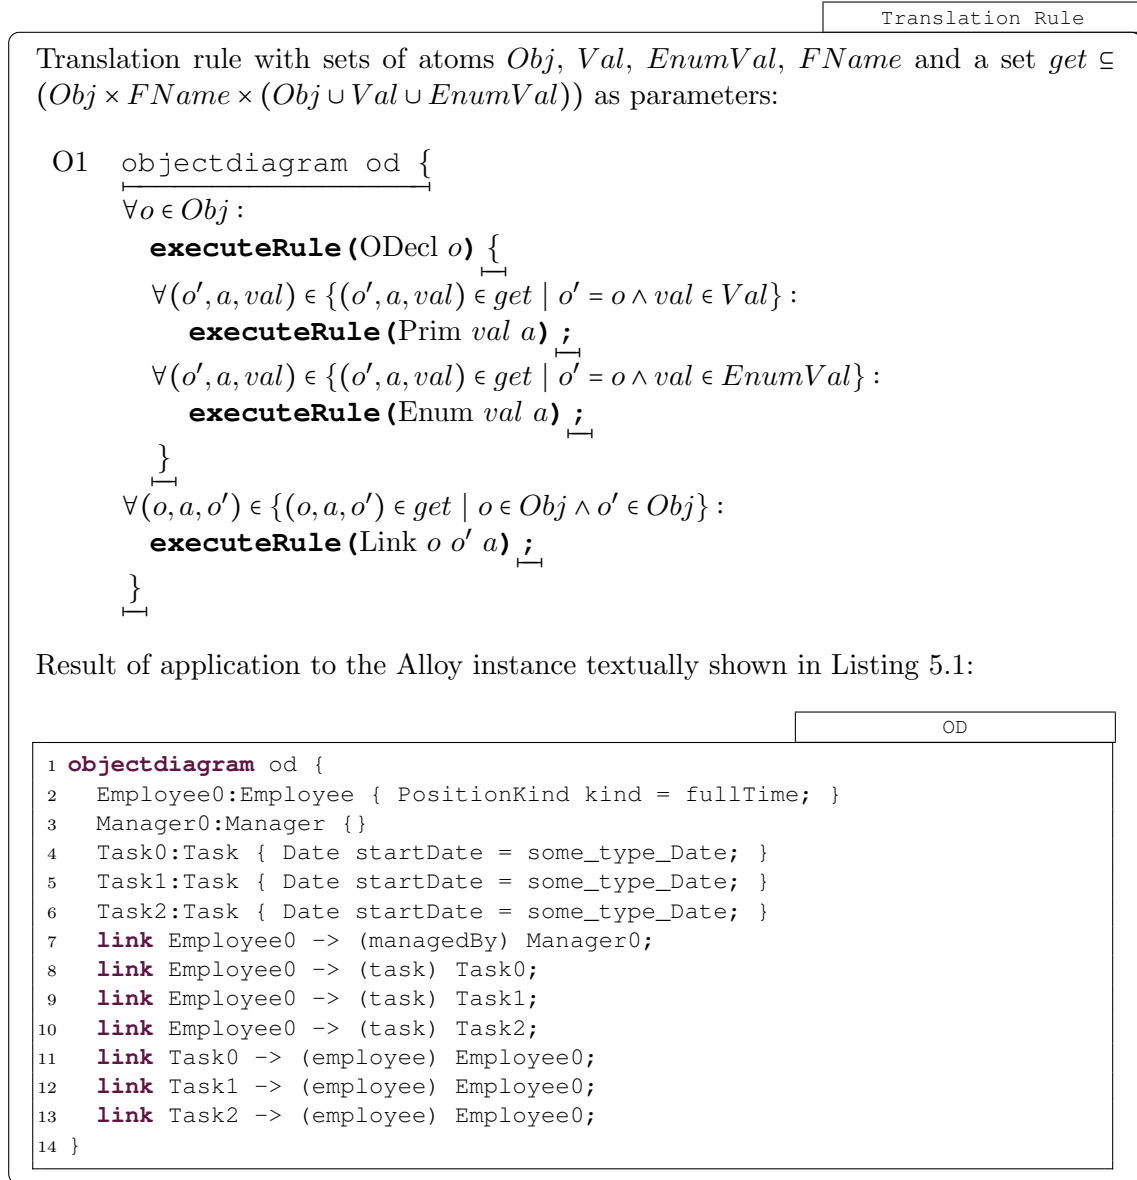 Translation Rule
Translation rule with sets of atoms Obj, Val, EnumVal, FName and a set get ⊆
(Obj × FName × (Obj ∪ Val ∪ EnumVal)) as parameters:
O1 objectdiagram od {
∀o ∈ Obj :
executeRule(ODecl o) {
∀(o′, a, val) ∈ {(o′, a, val) ∈ get | o′ = o ∧ val ∈ Val} :
executeRule(Prim val a) ;
∀(o′, a, val) ∈ {(o′, a, val) ∈ get | o′ = o ∧ val ∈ EnumVal} :
executeRule(Enum val a) ;
}
∀(o, a, o′) ∈ {(o, a, o′) ∈ get | o ∈ Obj ∧ o′ ∈ Obj} :
executeRule(Link o o′ a) ;
}
Result of application to the Alloy instance textually shown in Listing 5.1:
OD
1 objectdiagram od {
2 Employee0:Employee { PositionKind kind = fullTime; }
3 Manager0:Manager {}
4 Task0:Task { Date startDate = some_type_Date; }
5 Task1:Task { Date startDate = some_type_Date; }
6 Task2:Task { Date startDate = some_type_Date; }
7 link Employee0 -> (managedBy) Manager0;
8 link Employee0 -> (task) Task0;
9 link Employee0 -> (task) Task1;
10 link Employee0 -> (task) Task2;
11 link Task0 -> (employee) Employee0;
12 link Task1 -> (employee) Employee0;
13 link Task2 -> (employee) Employee0;
14 }